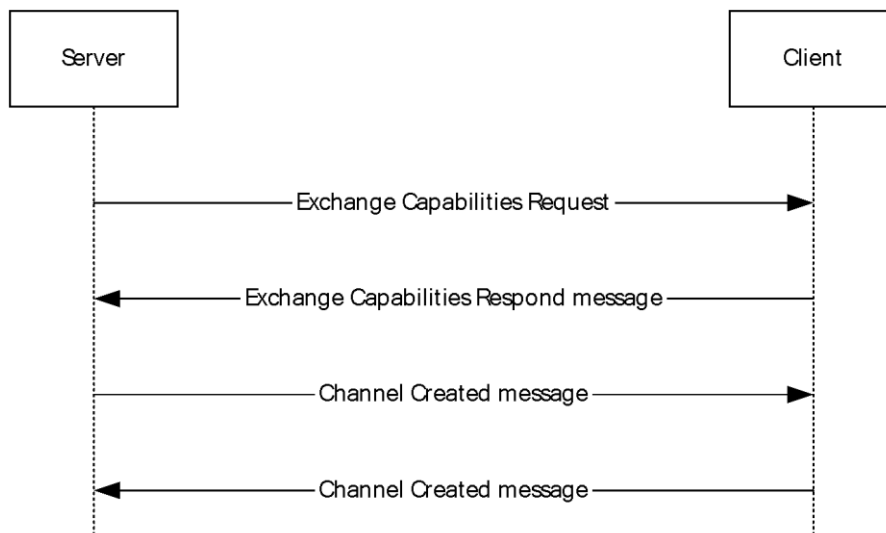 Server
Client
Exchange Capabilities Request
Exchange Capabilities Respond message
Channel Created message
Channel Created message